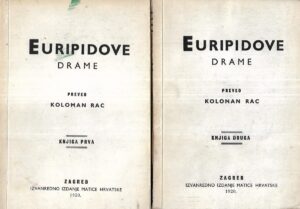 EURIPIDOVE
DRAME
PREVEO
KOLOMAN RAC
KNJIGA PRVA
ZAGREB
IZVANREDNO IZDANJE MATICE HRVATSKE
1920.
EURIPIDOVE
DRAME
PREVEO
KOLOMAN RAC
KNJIGA DRUGA
ZAGREB
IZVANREDNO IZDANJE MATICE HRVATSKE
1920.